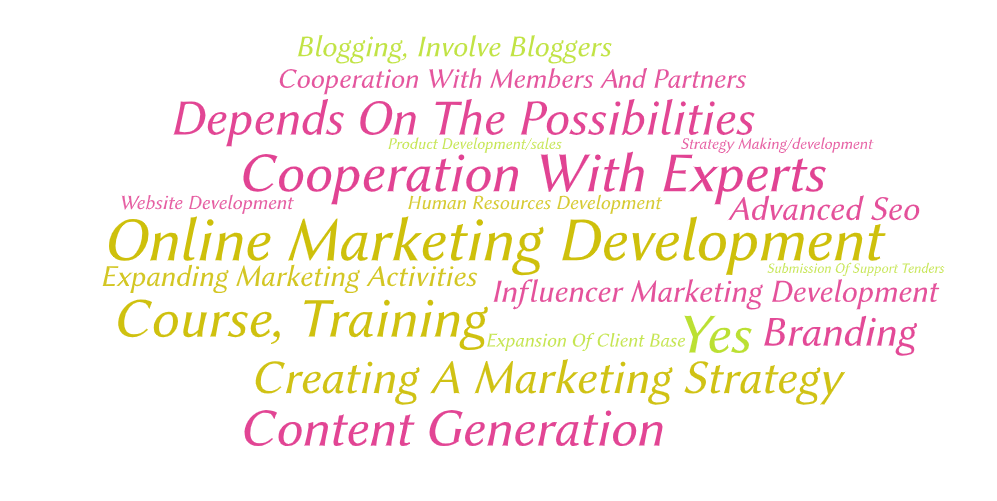 Blogging, Involve Bloggers
Cooperation With Members And Partners
Depends On The Possibilities
Product Development/sales
Strategy Making/development
Cooperation With Experts
Website Development
Human Resources Development
Advanced Seo
Online Marketing Development
Submission Of Support Tenders
Expanding Marketing Activities
Influencer Marketing Development
Course, Training
Expansion Of Client Base
Yes
Branding
Creating A Marketing Strategy
Content Generation